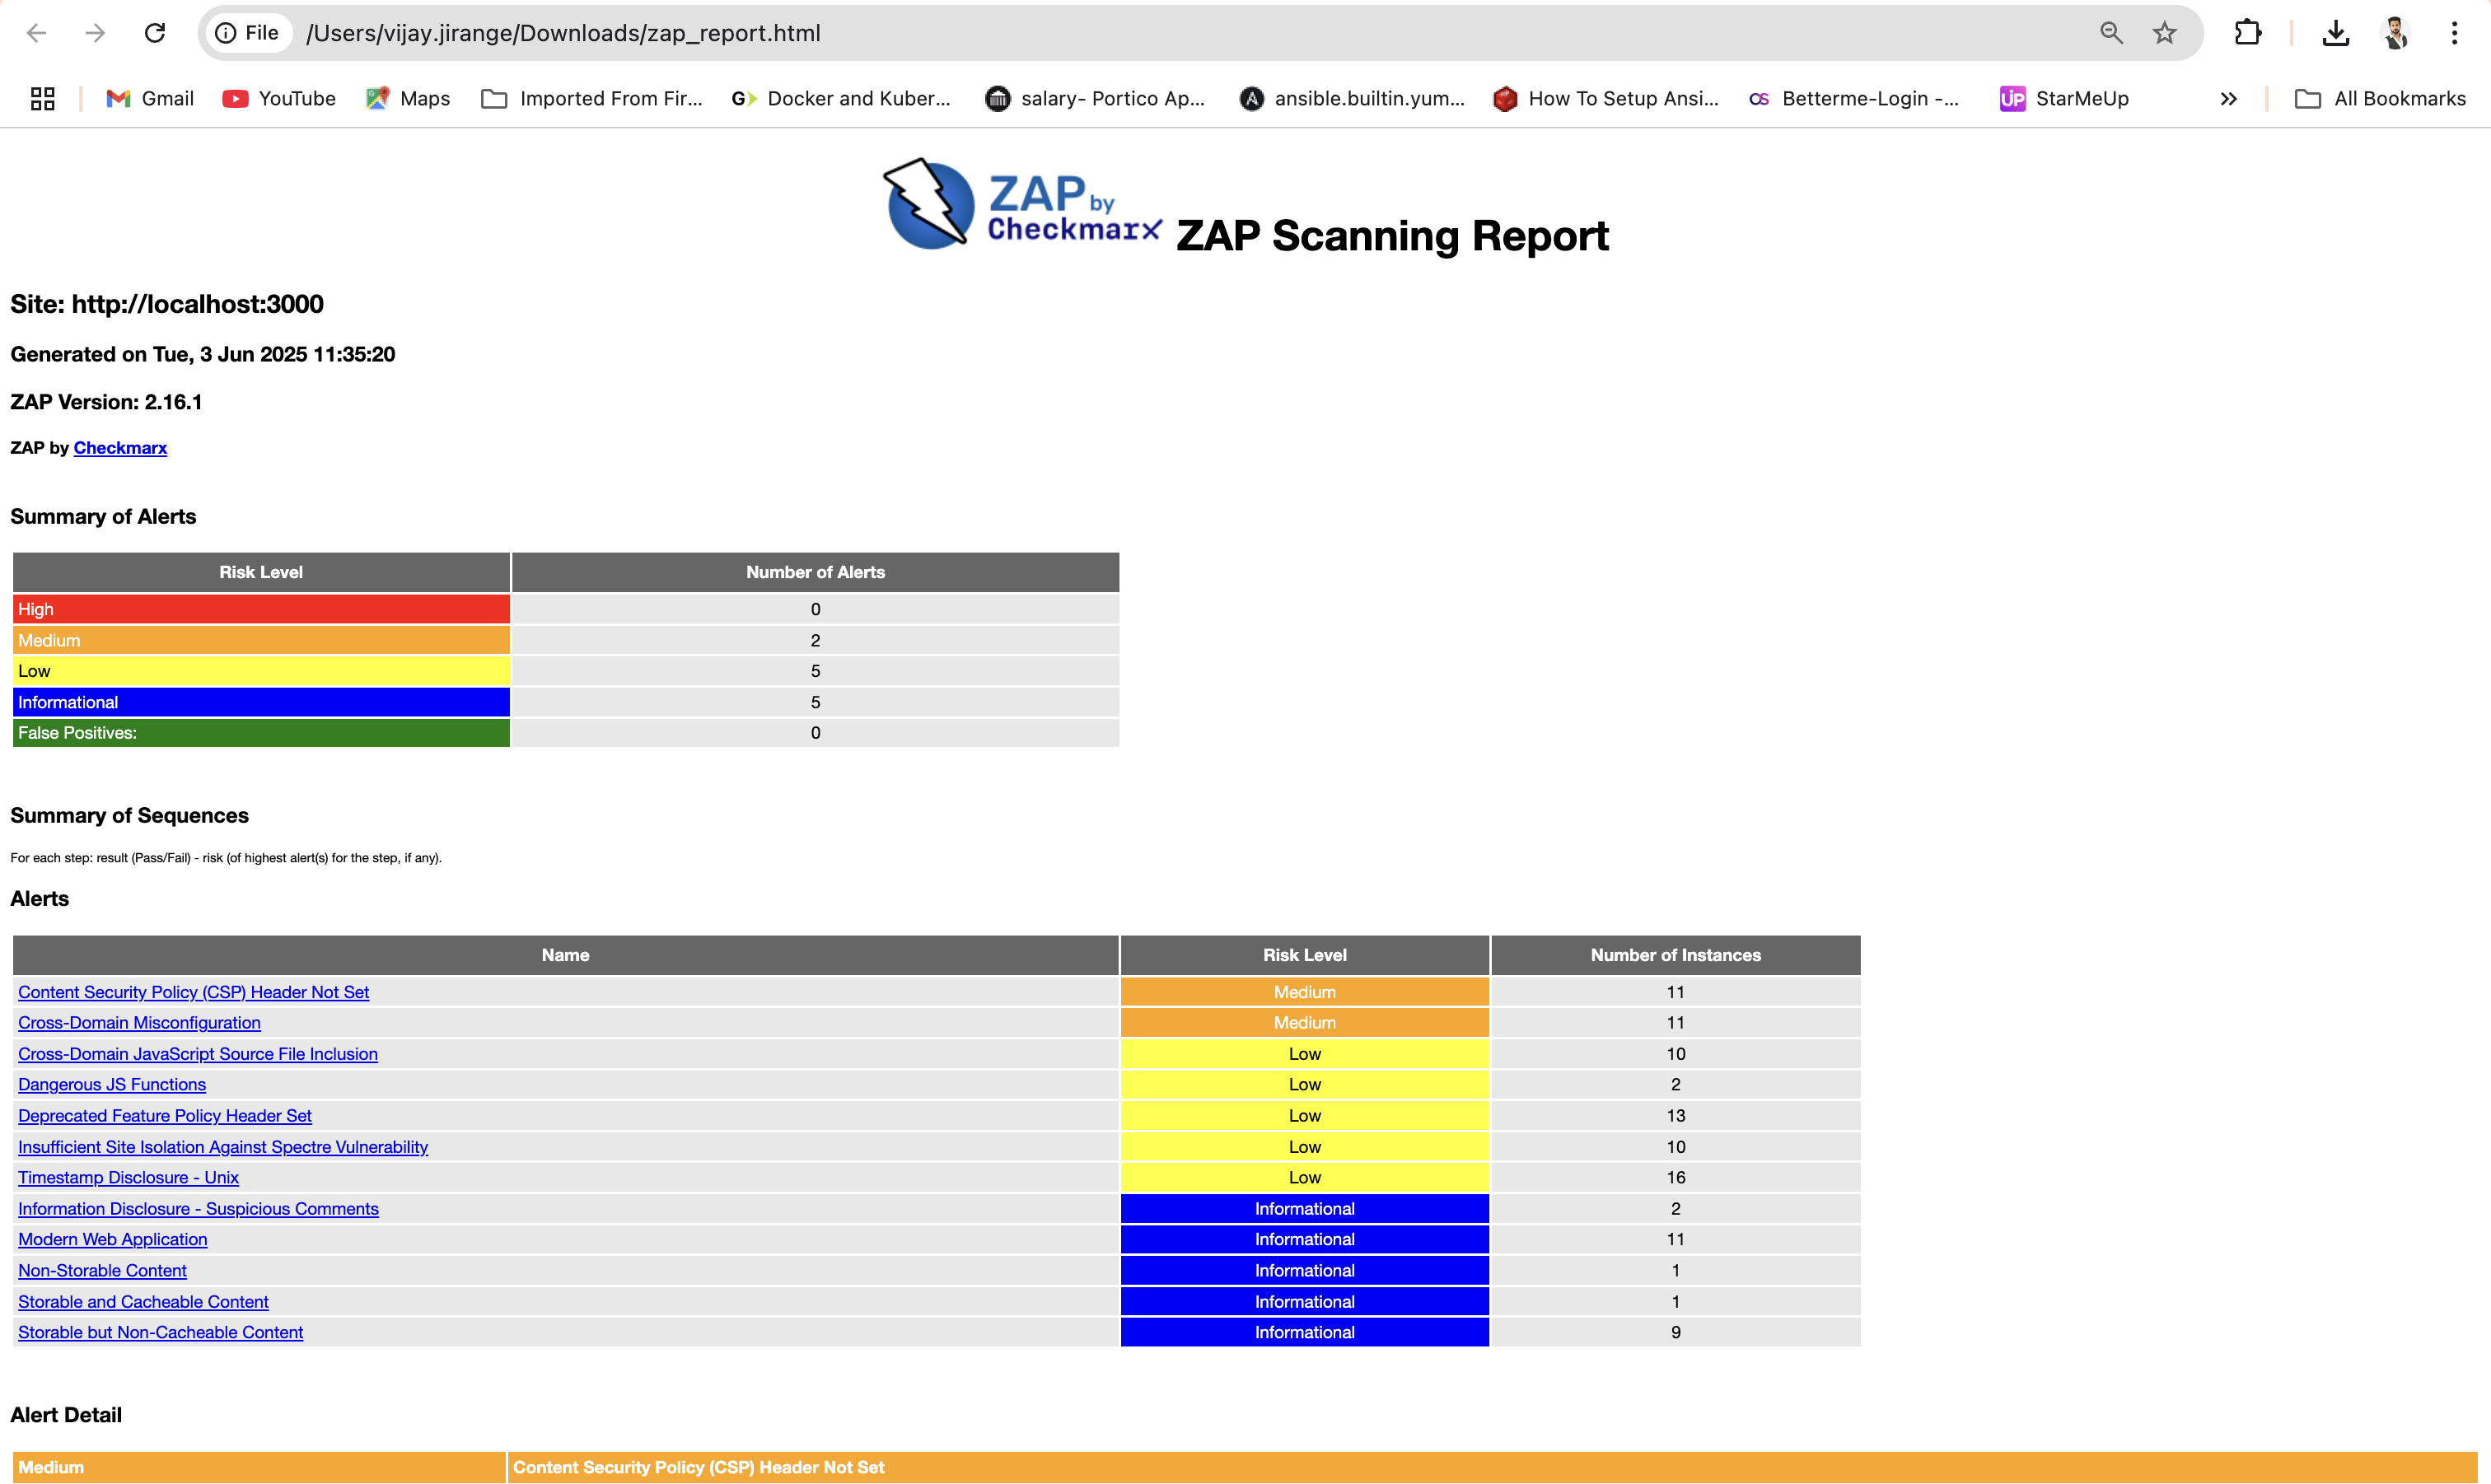 File /Users/vijay.jirange/Downloads/zap_report.html
Gmail YouTube Maps Imported From Fir... Docker and Kuber... salary- Portico Ap... ansible.builtin.yum... How To Setup Ansi... Betterme-Login -... StarMeUp All Bookmarks
ZAP by
Checkmarx ZAP Scanning Report
Site: http://localhost:3000
Generated on Tue, 3 Jun 2025 11:35:20
ZAP Version: 2.16.1
ZAP by Checkmarx
Summary of Alerts
Risk Level Number of Alerts
High 0
Medium 2
Low 5
Informational 5
False Positives: 0
Summary of Sequences
For each step: result (Pass/Fail) - risk (of highest alert(s) for the step, if any).
Alerts
Name Risk Level Number of Instances
Content Security Policy (CSP) Header Not Set Medium 11
Cross-Domain Misconfiguration Medium 11
Cross-Domain JavaScript Source File Inclusion Low 10
Dangerous JS Functions Low 2
Deprecated Feature Policy Header Set Low 13
Insufficient Site Isolation Against Spectre Vulnerability Low 10
Timestamp Disclosure - Unix Low 16
Information Disclosure - Suspicious Comments Informational 2
Modern Web Application Informational 11
Non-Storable Content Informational 1
Storable and Cacheable Content Informational 1
Storable but Non-Cacheable Content Informational 9
Alert Detail
Medium Content Security Policy (CSP) Header Not Set